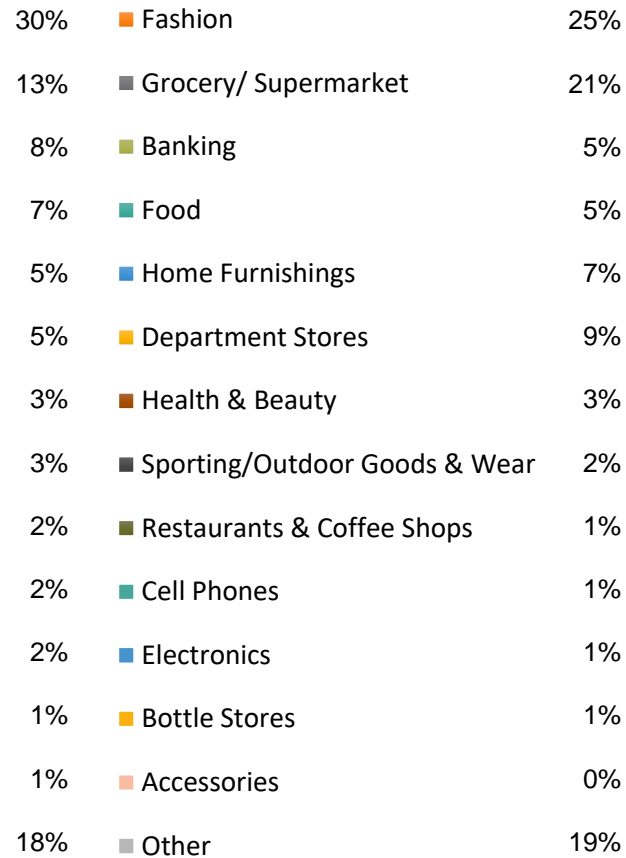 30% Fashion 25%
13% Grocery/ Supermarket 21%
8% Banking 5%
7% Food 5%
5% Home Furnishings 7%
5% Department Stores 9%
3% Health & Beauty 3%
3% Sporting/Outdoor Goods & Wear 2%
2% Restaurants & Coffee Shops 1%
2% Cell Phones 1%
2% Electronics 1%
1% Bottle Stores 1%
1% Accessories 0%
18% Other 19%